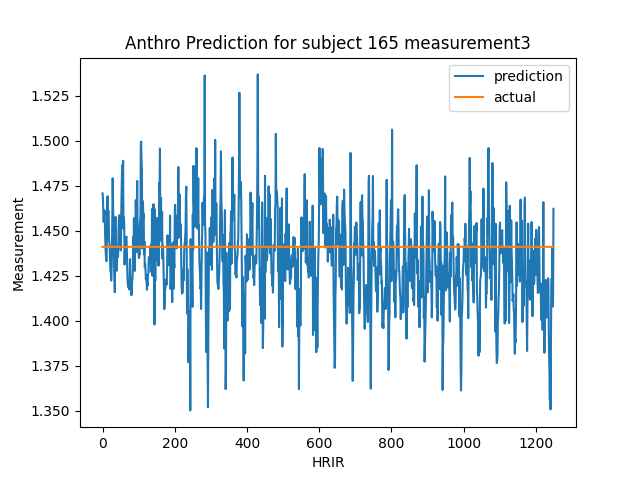 Anthro Prediction for subject 165 measurement3
prediction
actual
1.525
1.500
1.475
1.450
1.425
1.400
1.375
1.350
Measurement
0 200 400 600 800 1000 1200
HRIR